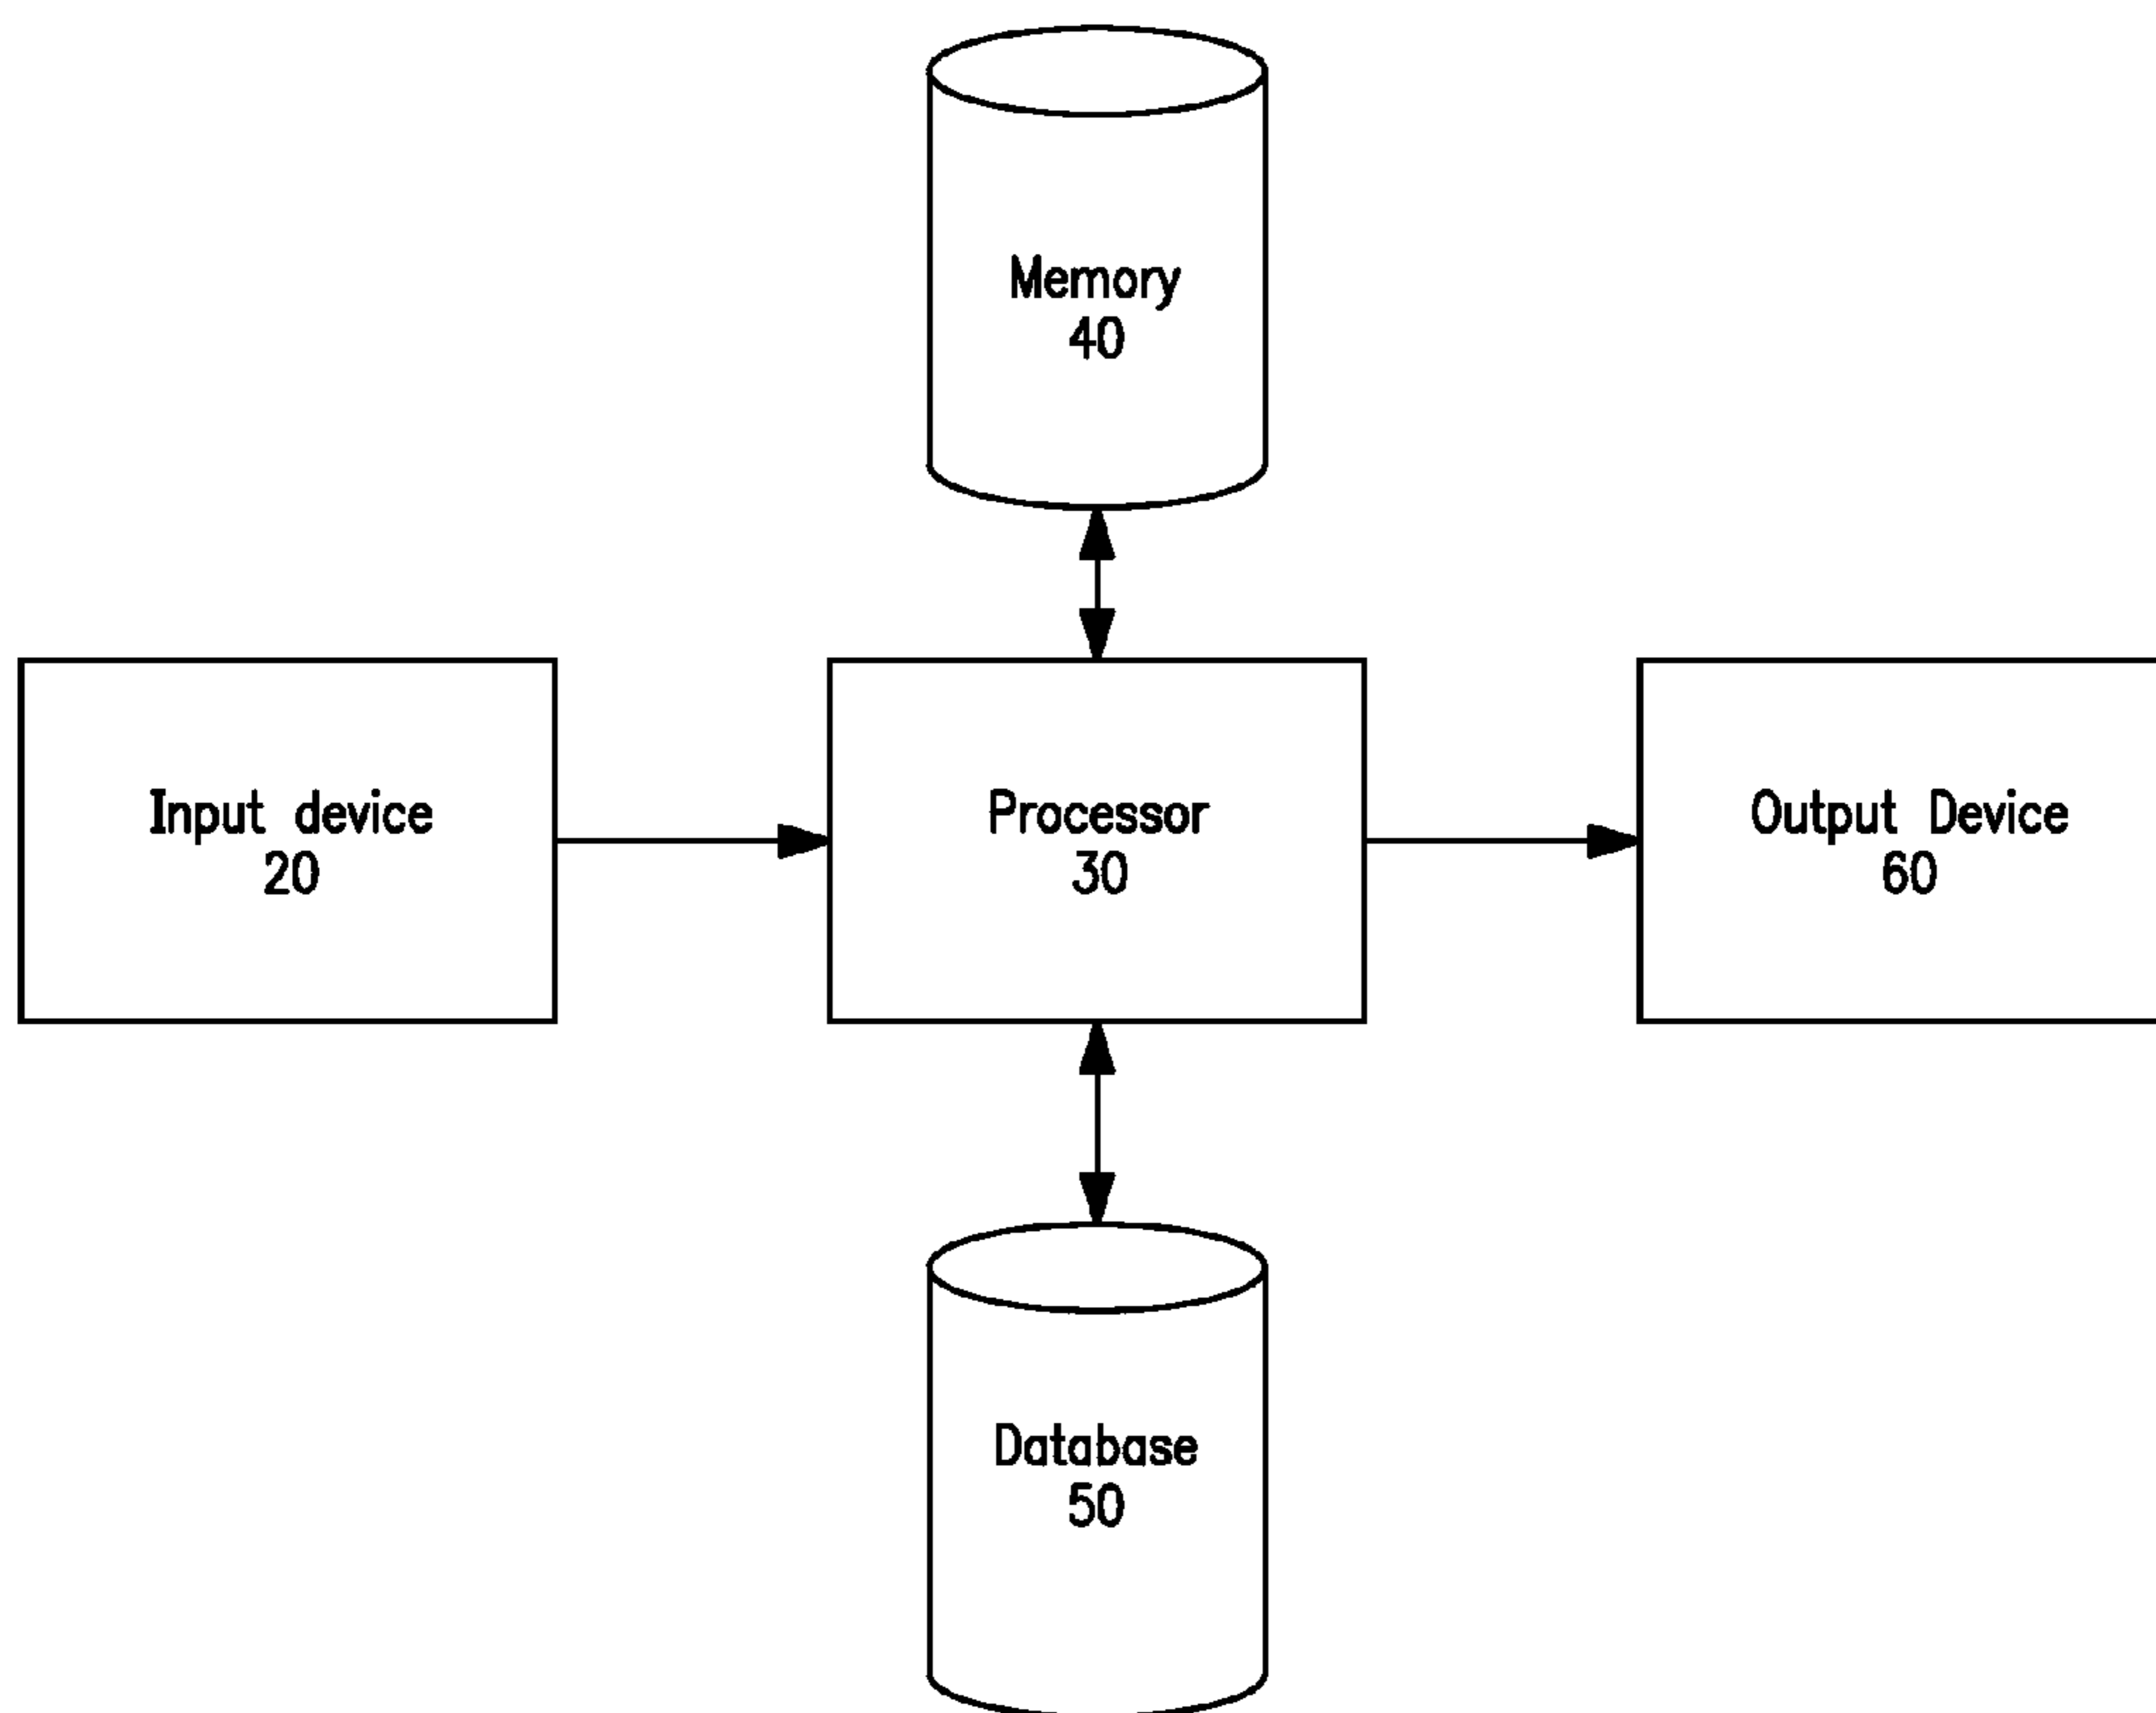 Memory
40
Input device
20
Processor
30
Output Device
60
Database
50